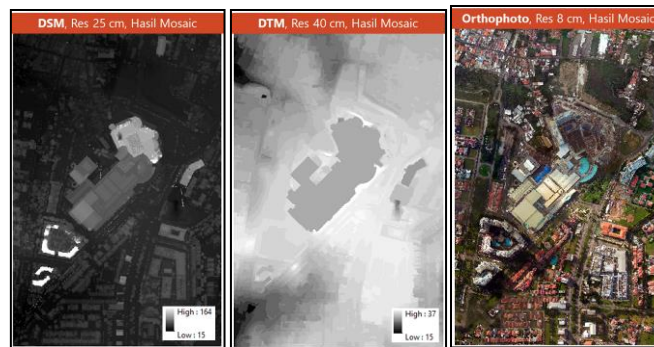 DSM, Res 25 cm, Hasil Mosaic
High : 164
Low : 15
DTM, Res 40 cm, Hasil Mosaic
High : 37
Low : 15
Orthophoto, Res 8 cm, Hasil Mosaic